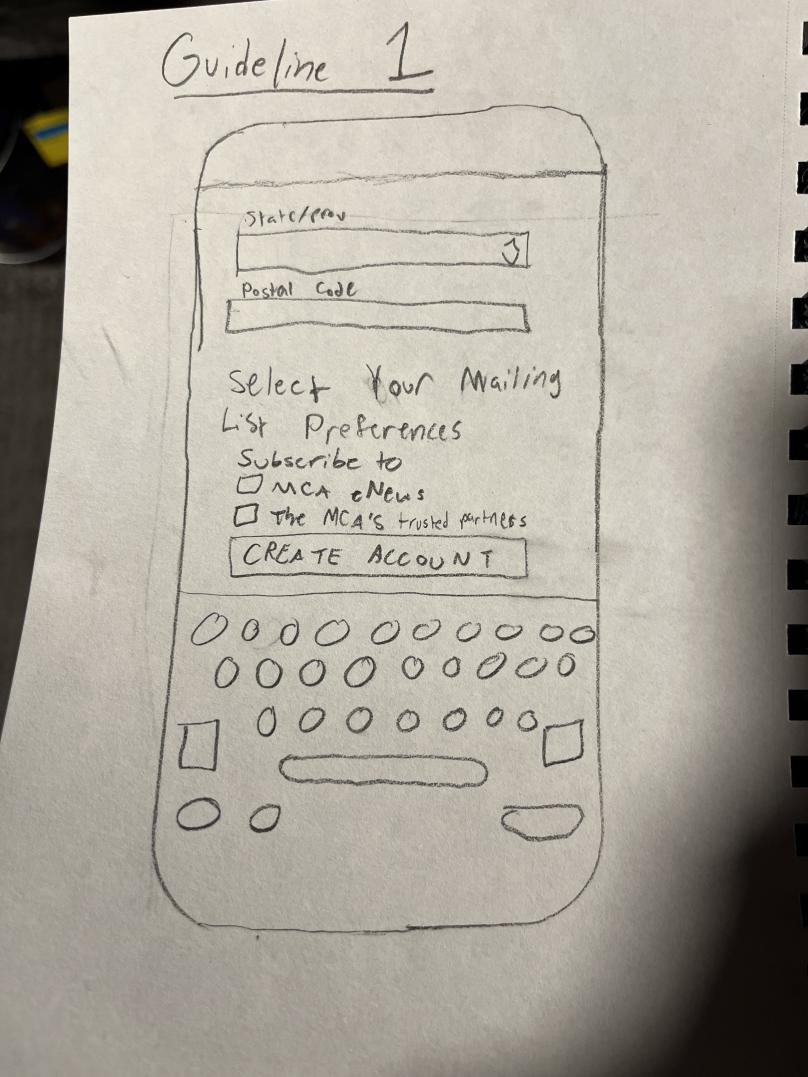 Guideline 1
State/Prov
Postal Code
Select Your Mailing
List Preferences
Subscribe to
MCA eNews
The MCA's trusted partners
CREATE ACCOUNT